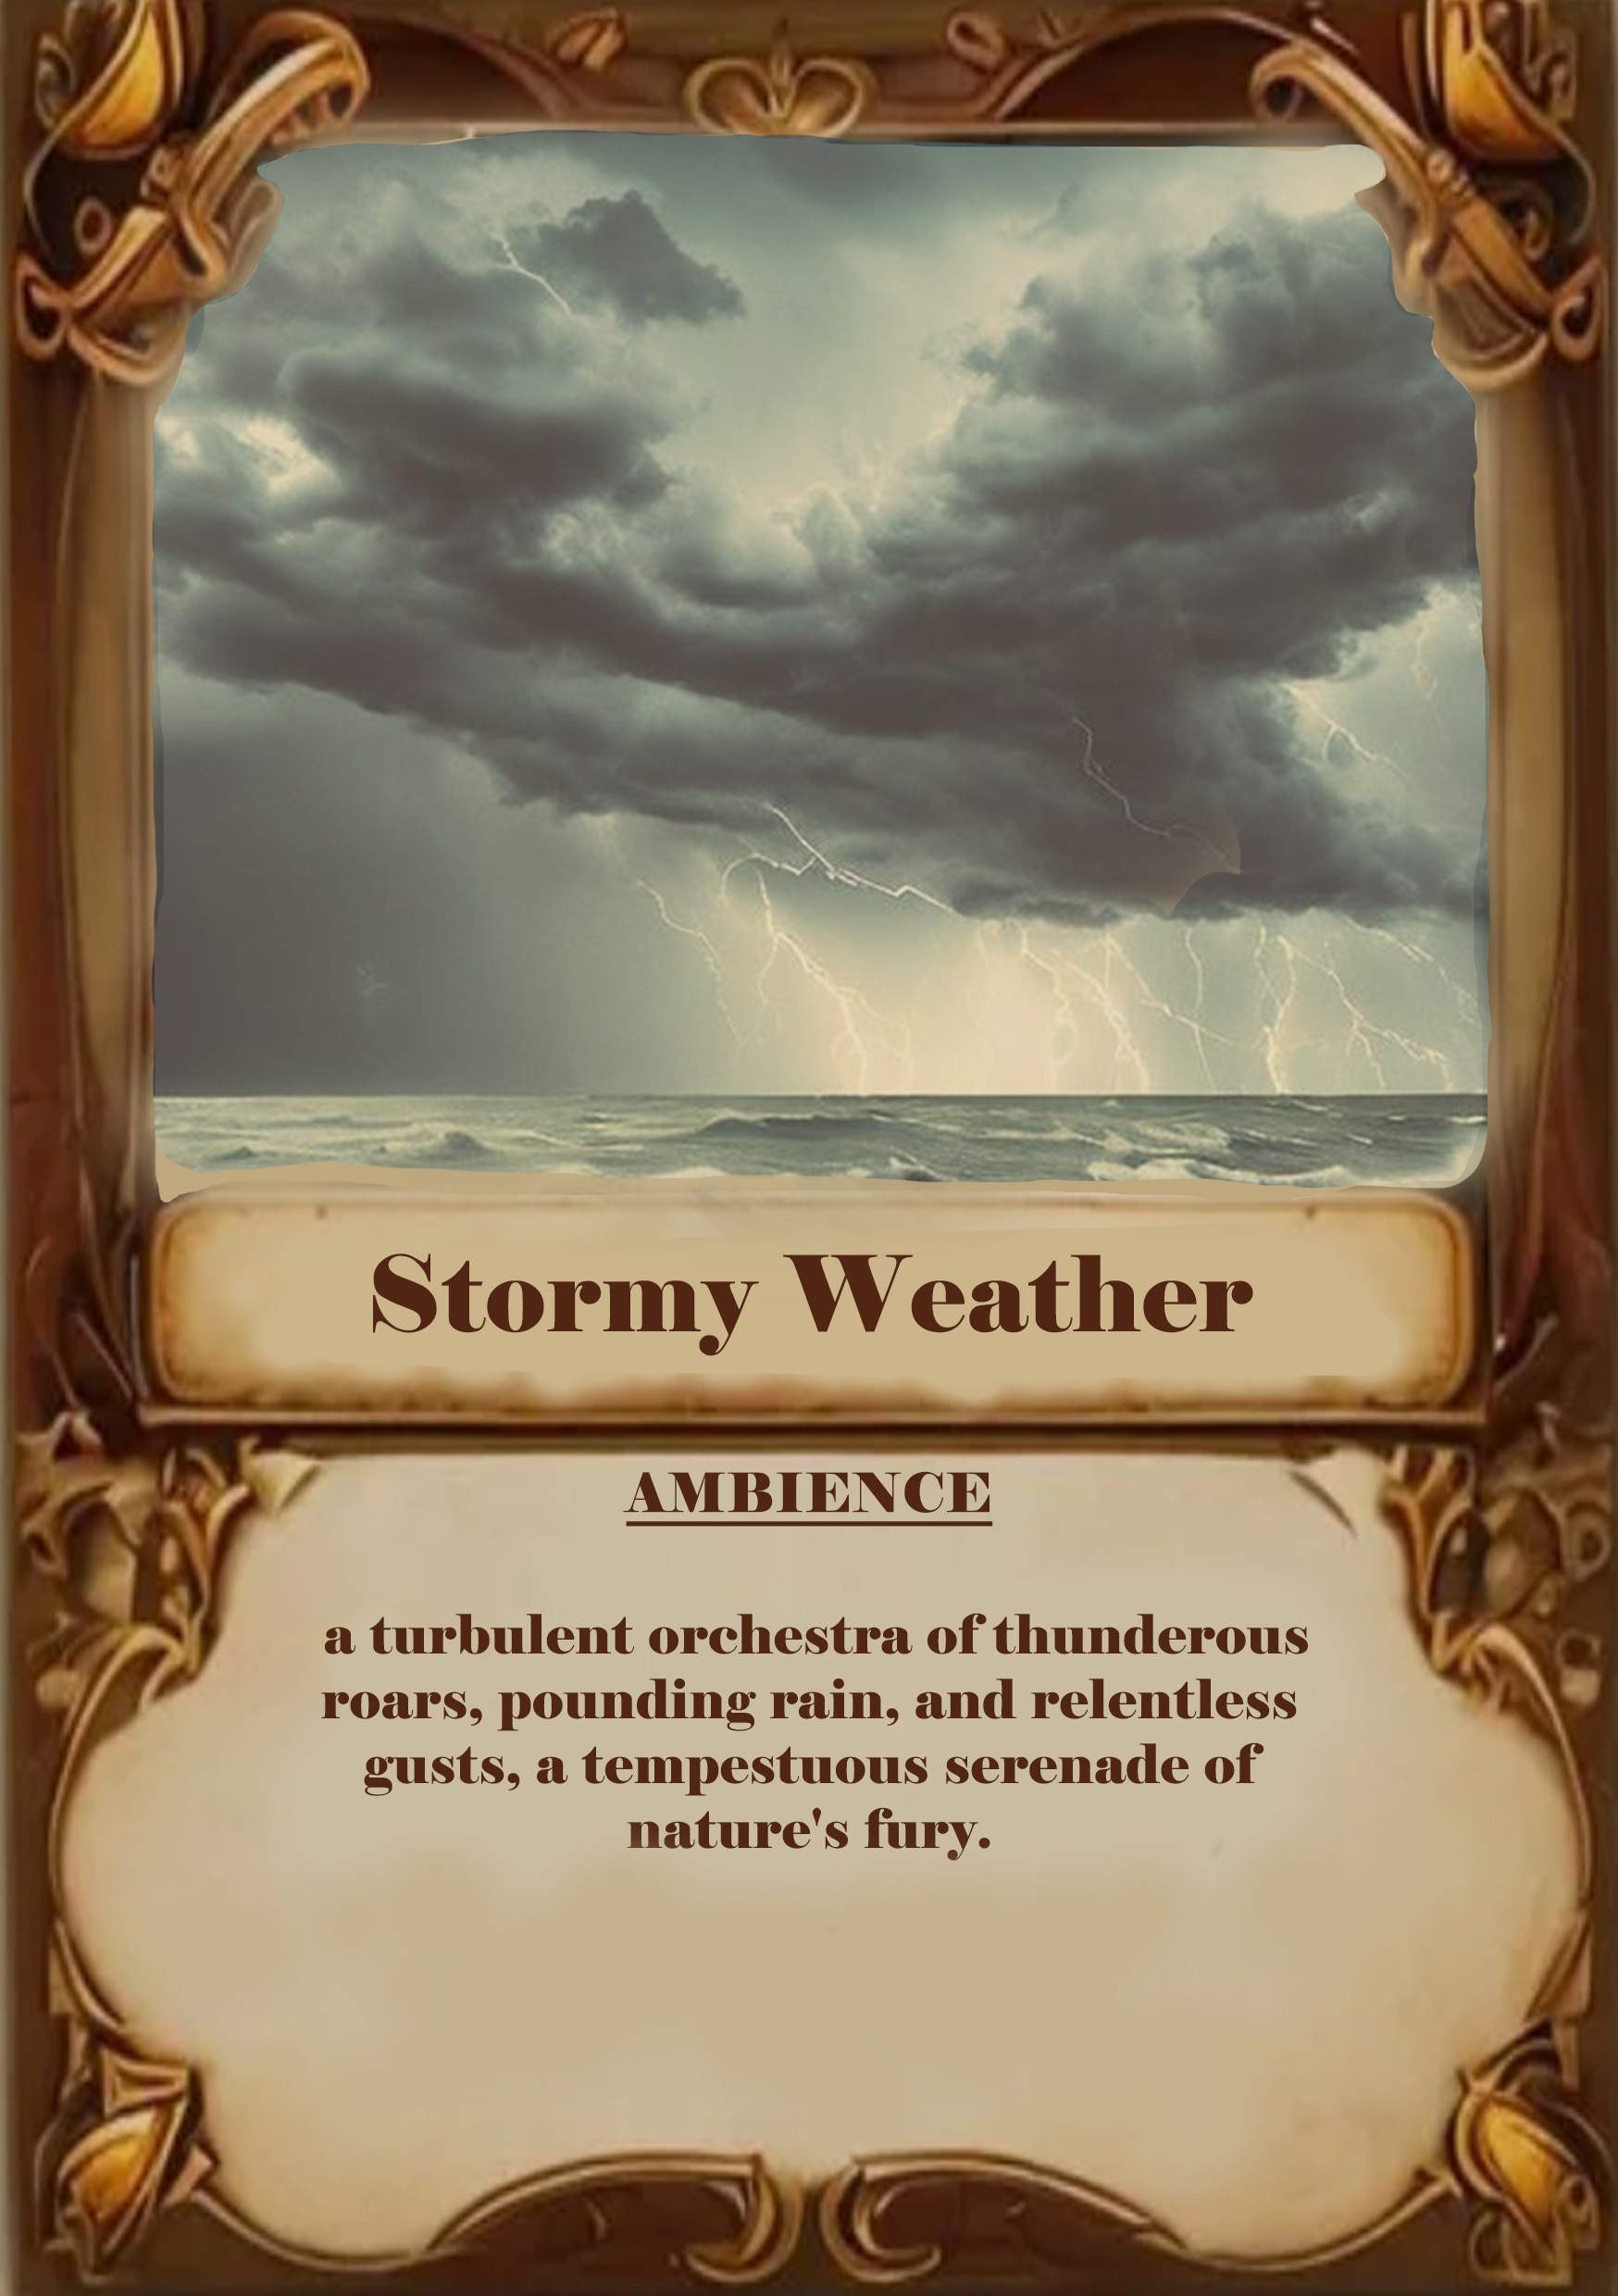 Stormy Weather
AMBIENCE
a turbulent orchestra of thunderous
roars, pounding rain, and relentless
gusts, a tempestuous serenade of
nature's fury.